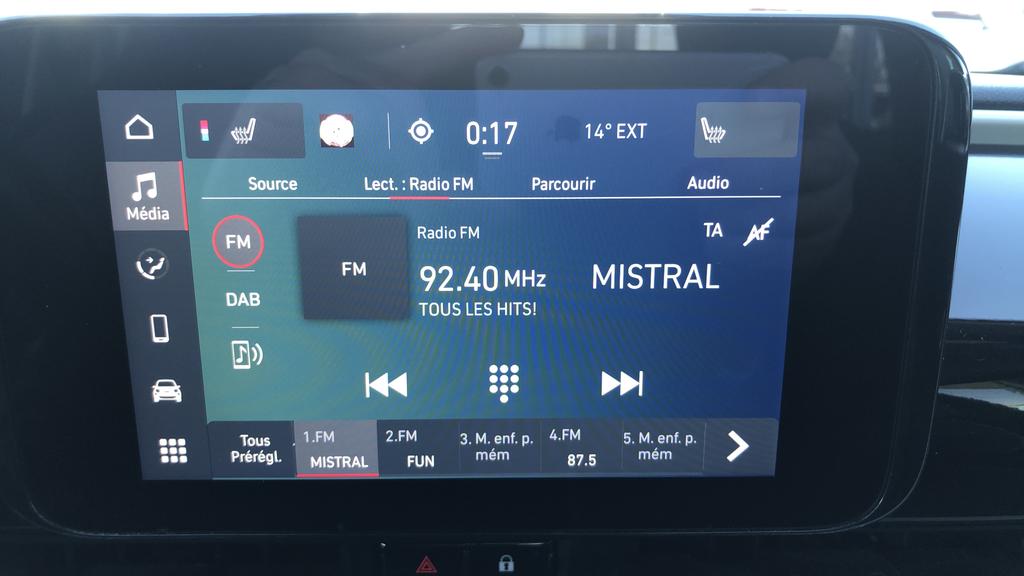 0:17
14° EXT
Source
Lect. : Radio FM
Parcourir
Audio
Média
FM
DAB
FM
Radio FM
92.40 MHz
TOUS LES HITS!
MISTRAL
TA
AF
Tous
Prérégl.
1.FM
MISTRAL
2.FM
FUN
3. M. enf. p.
mém
4.FM
87.5
5. M. enf. p.
mém